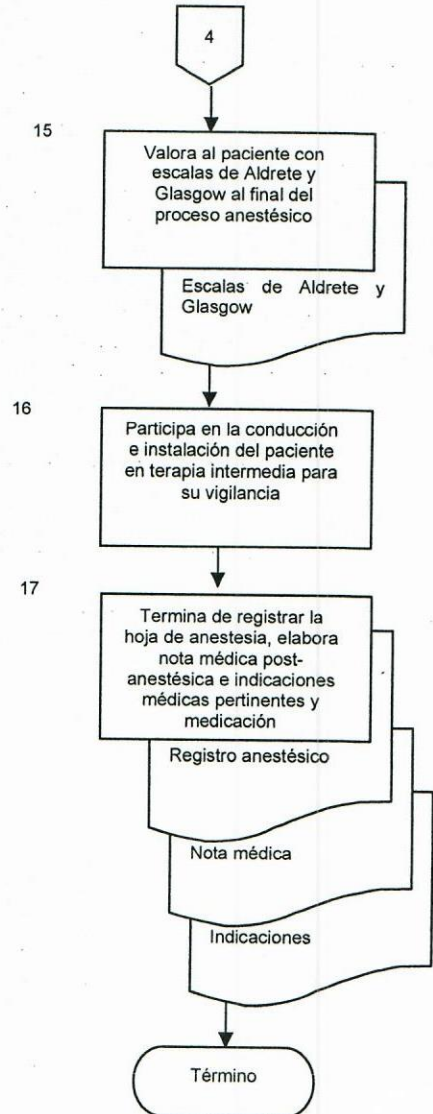 4
15
Valora al paciente con
escalas de Aldrete y
Glasgow al final del
proceso anestésico
Escalas de Aldrete y
Glasgow
16
Participa en la conducción
e instalación del paciente
en terapia intermedia para
su vigilancia
17
Termina de registrar la
hoja de anestesia, elabora
nota médica post-
anestésica e indicaciones
médicas pertinentes y
medicación
Registro anestésico
Nota médica
Indicaciones
Término